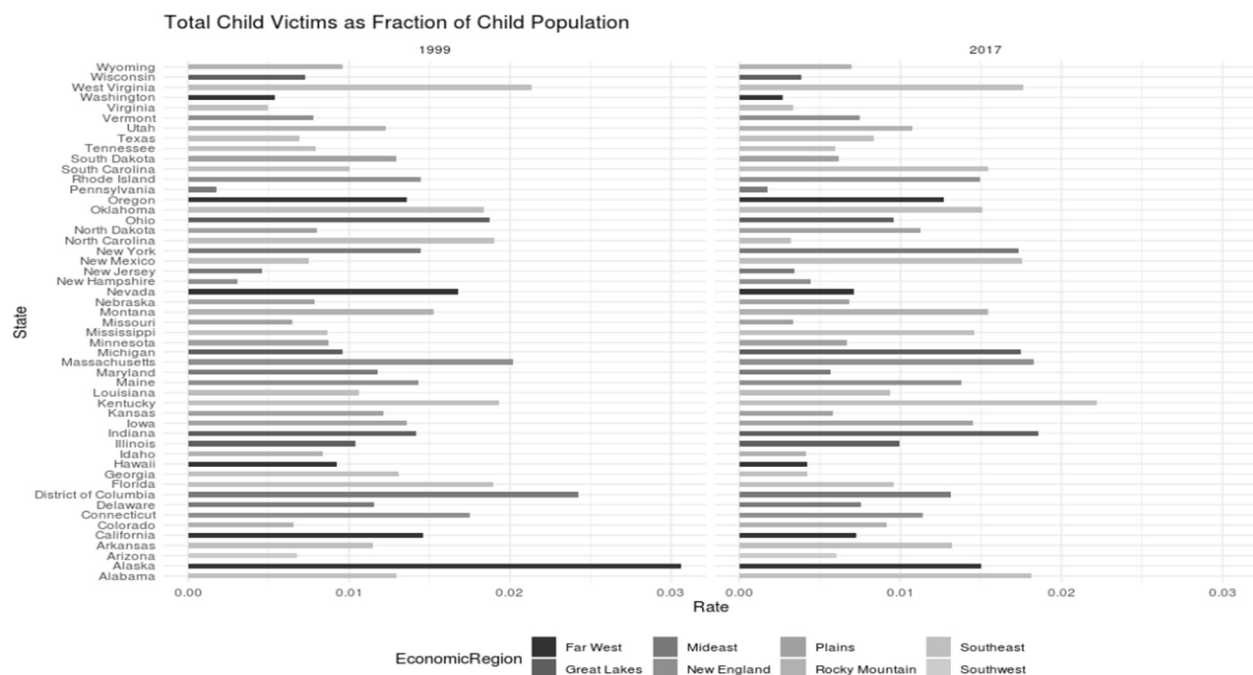 Total Child Victims as Fraction of Child Population
1999 2017
Wyoming
Wisconsin
West Virginia
Washington
Virginia
Vermont
Utah
Texas
Tennessee
South Dakota
South Carolina
Rhode Island
Pennsylvania
Oregon
Oklahoma
Ohio
North Dakota
North Carolina
New York
New Mexico
New Jersey
New Hampshire
Nevada
Nebraska
Montana
Missouri
Mississippi
Minnesota
Michigan
Massachusetts
Maryland
Maine
Louisiana
Kentucky
Kansas
Iowa
Indiana
Illinois
Idaho
Hawaii
Georgia
Florida
District of Columbia
Delaware
Connecticut
Colorado
California
Arkansas
Arizona
Alaska
Alabama
State
0.00 0.01 0.02 0.03 0.00 0.01 0.02 0.03
Rate
EconomicRegion
Far West Mideast Plains Southeast
Great Lakes New England Rocky Mountain Southwest